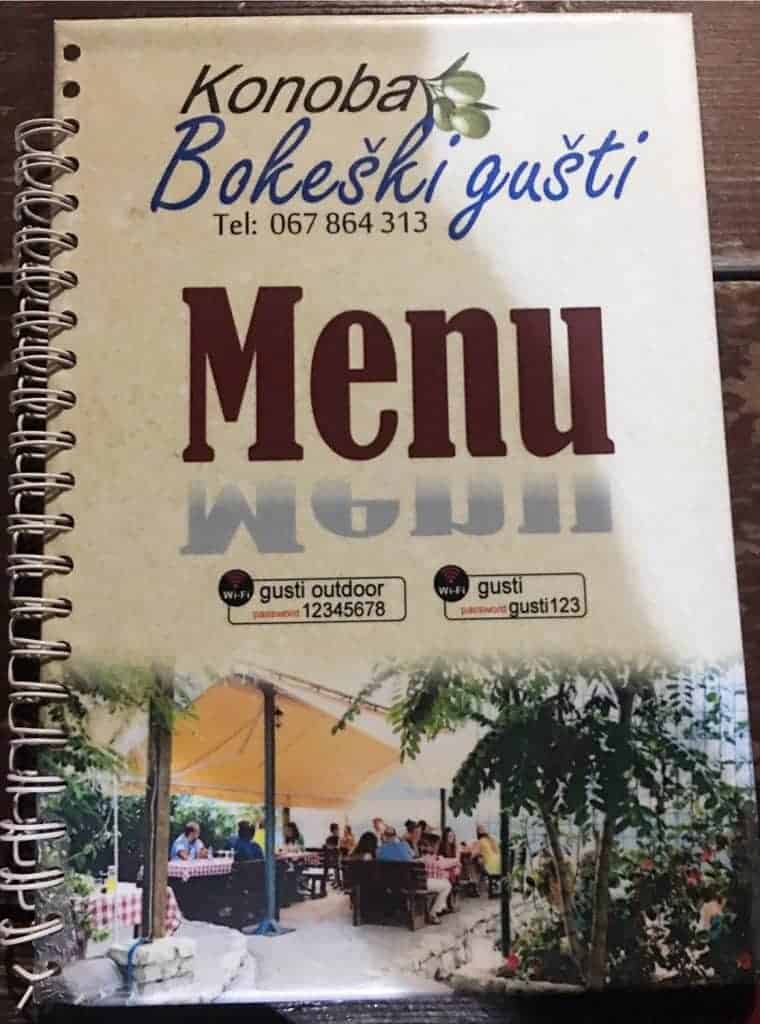 Konoba
Bokeški gušti
Tel: 067 864 313
Menu
Menu
Wi-Fi gusti outdoor
password 12345678
Wi-Fi gusti
password gusti123